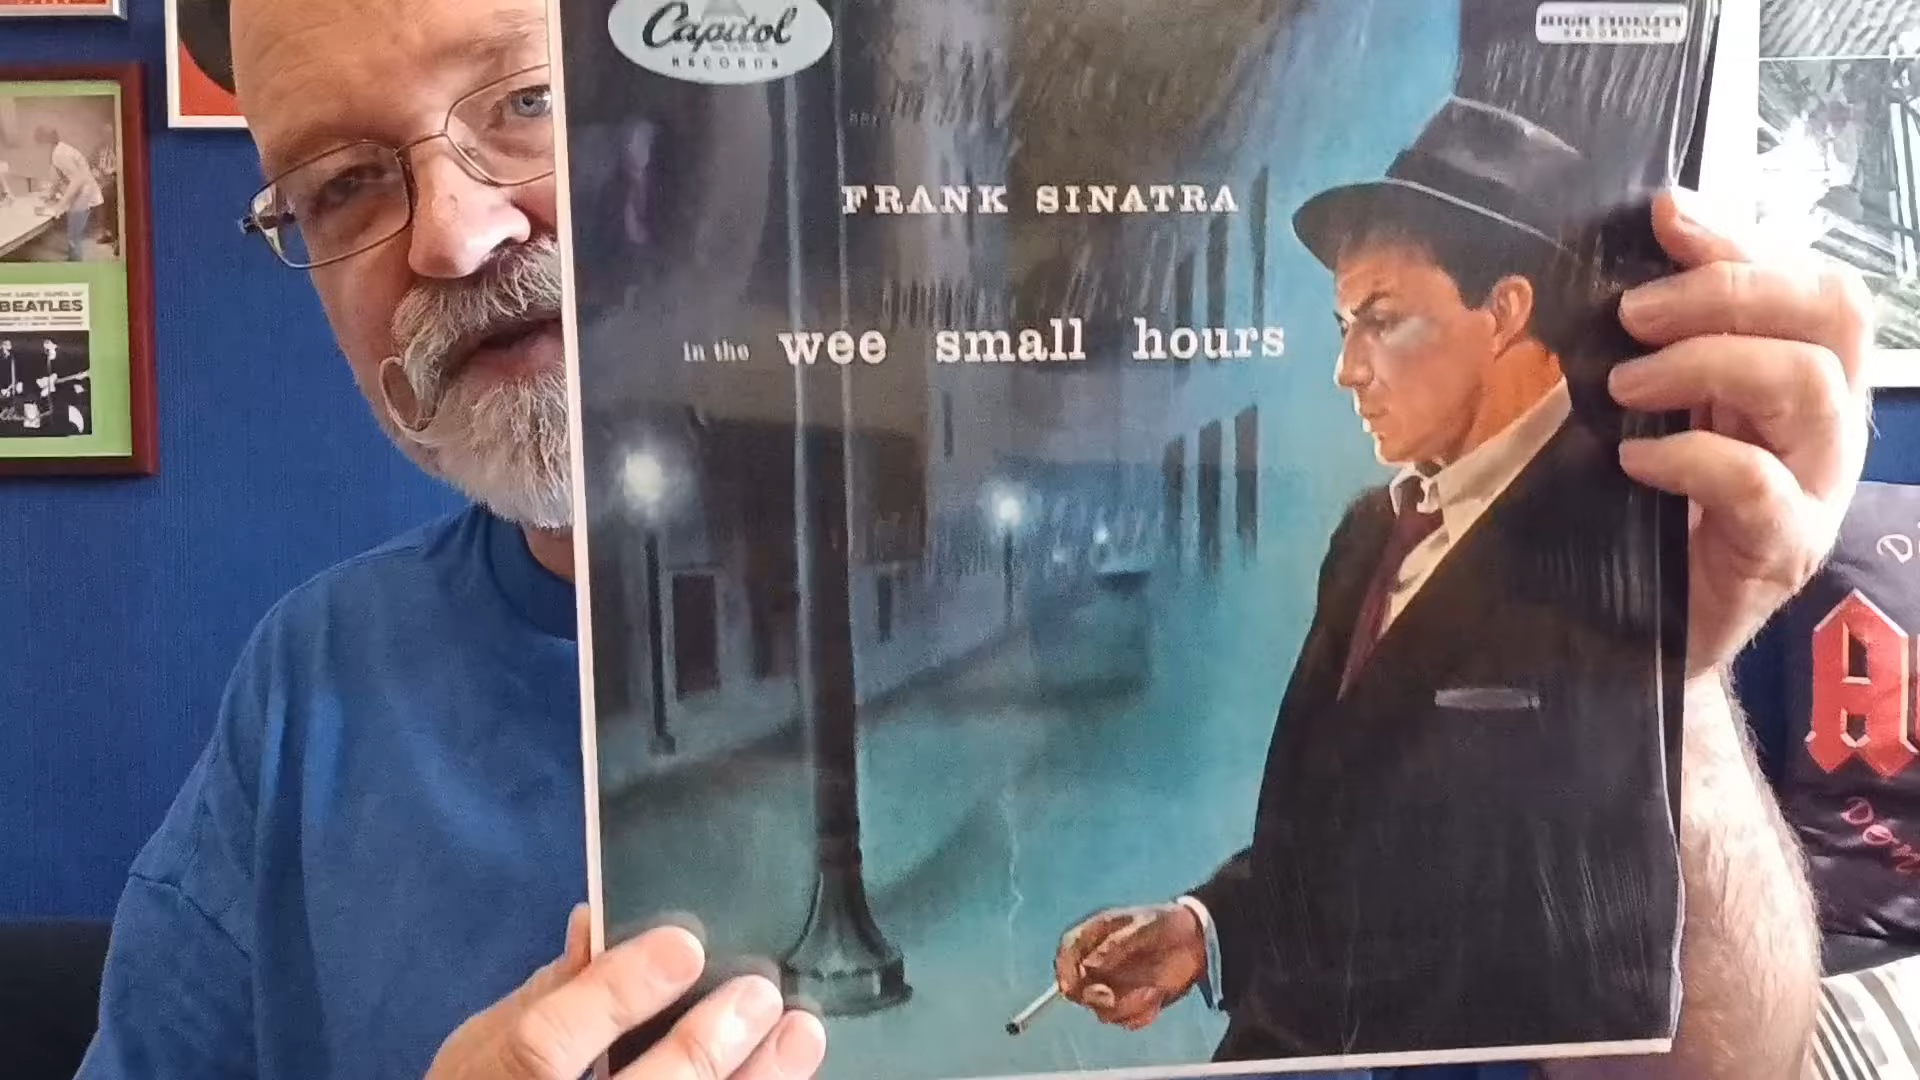 Capitol
RECORDS
HIGH FIDELITY
RECORDING
FRANK SINATRA
in the wee small hours
BEATLES